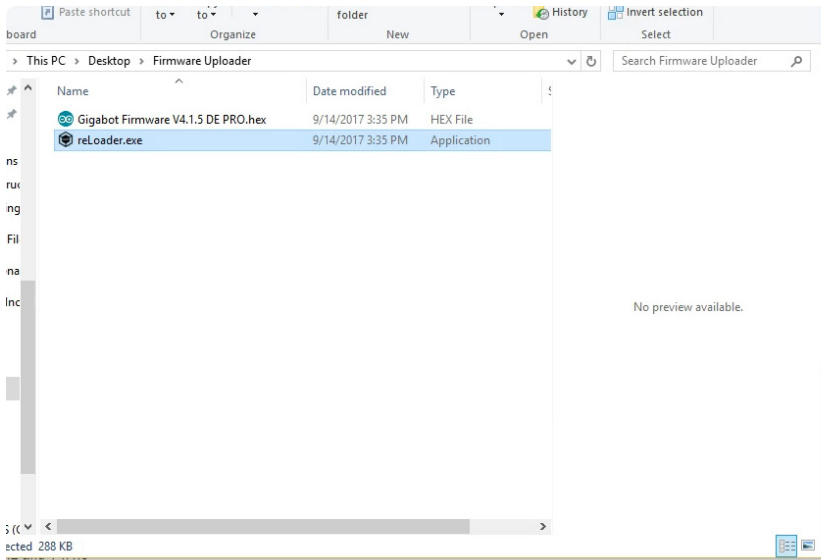 Paste shortcut
to to
folder
History
Invert selection
board
Organize
New
Open
Select
This PC > Desktop > Firmware Uploader
Search Firmware Uploader
Name
Date modified
Type
Gigabot Firmware V4.1.5 DE PRO.hex 9/14/2017 3:35 PM HEX File
reLoader.exe 9/14/2017 3:35 PM Application
ns
ruc
ng
Fil
na
Inc
No preview available.
ected 288 KB